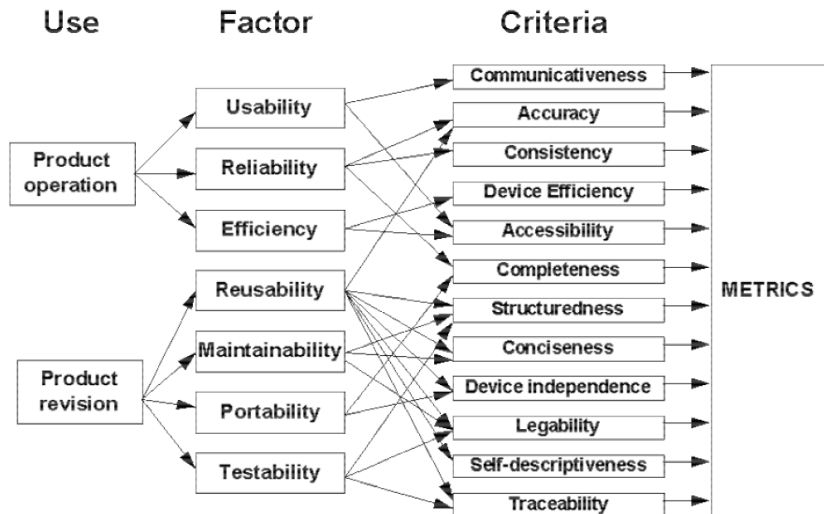 Use
Factor
Criteria
Product
operation
Product
revision
Usability
Reliability
Efficiency
Reusability
Maintainability
Portability
Testability
Communicativeness
Accuracy
Consistency
Device Efficiency
Accessibility
Completeness
Structuredness
Conciseness
Device independence
Legability
Self-descriptiveness
Traceability
METRICS